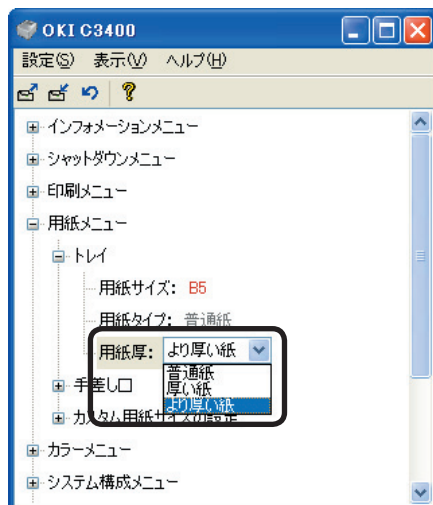 OKI C3400
設定(S) 表示(V) ヘルプ(H)
インフォメーションメニュー
シャットダウンメニュー
印刷メニュー
用紙メニュー
トレイ
用紙サイズ: B5
用紙タイプ: 普通紙
用紙厚: より厚い紙
普通紙
厚い紙
より厚い紙
手差し口
カスタム用紙サイズの設定
カラーメニュー
システム構成メニュー